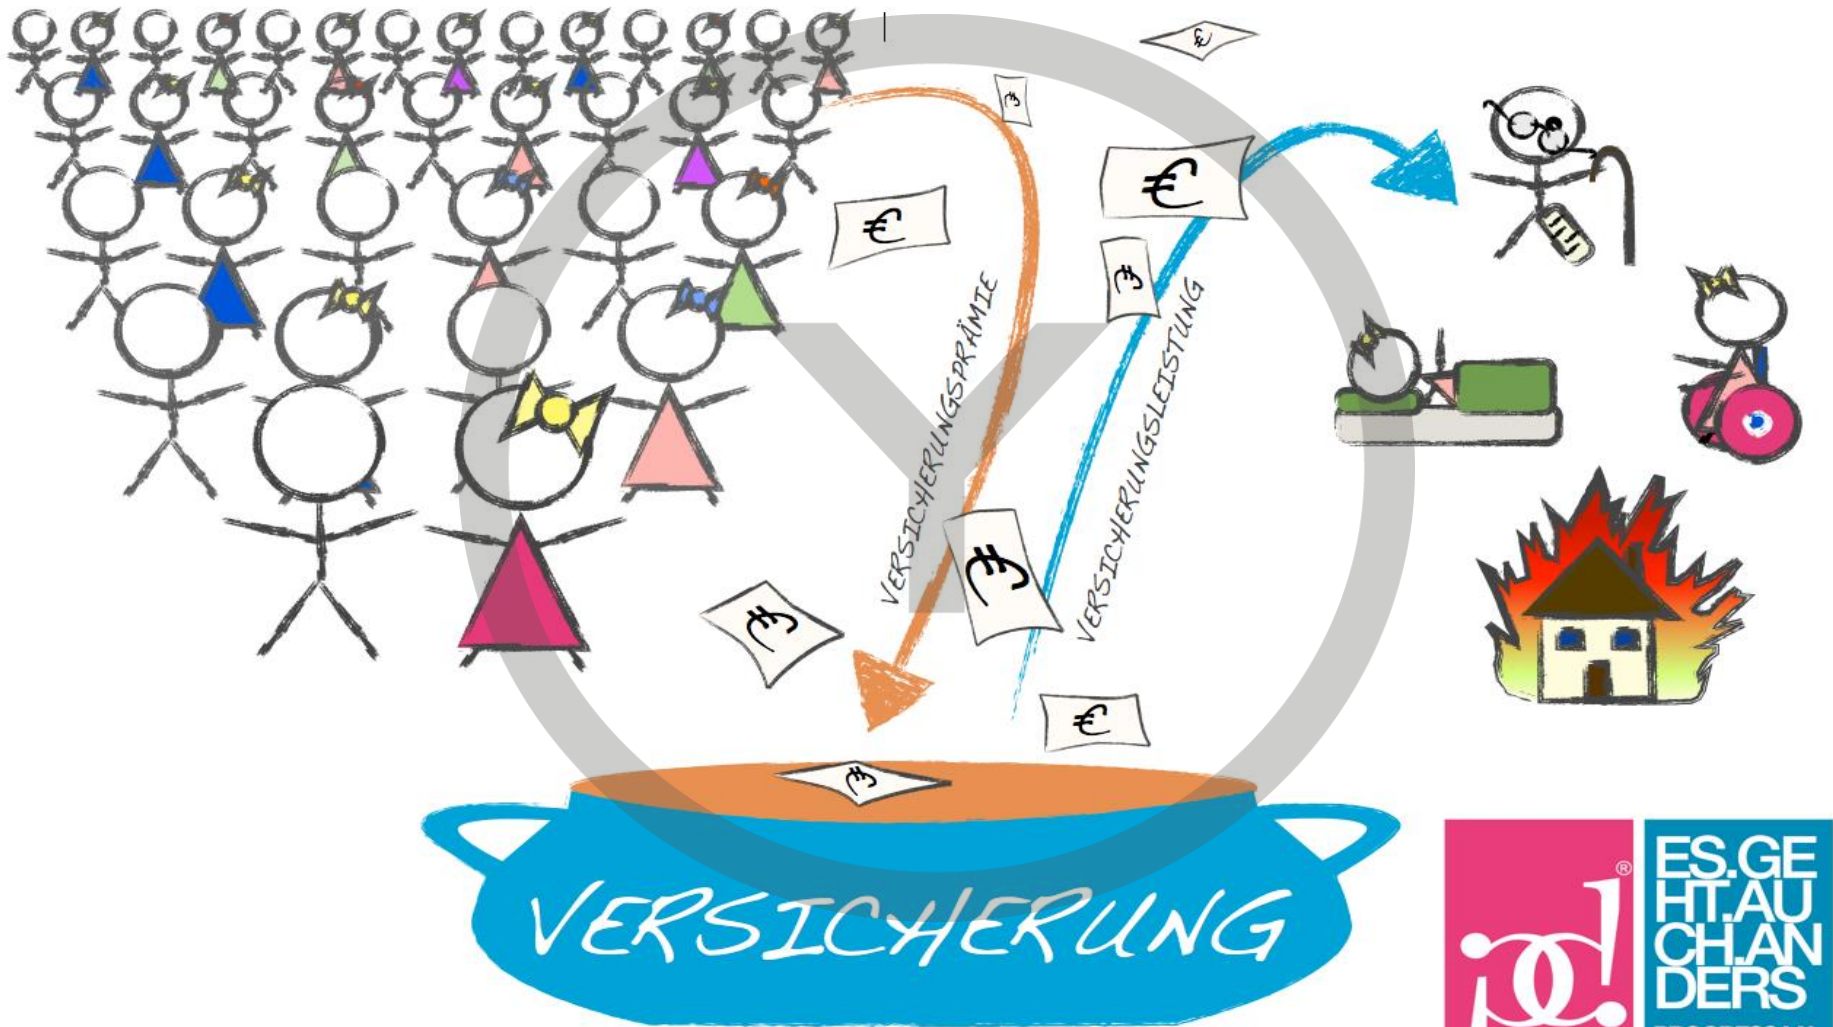 €
€
€
€
€
€
€
€
€
VERSICHERUNGSPRÄMIE
VERSICHERUNGSLEISTUNG
VERSICHERUNG
®
ES.GE
HT.AU
CH.AN
DERS